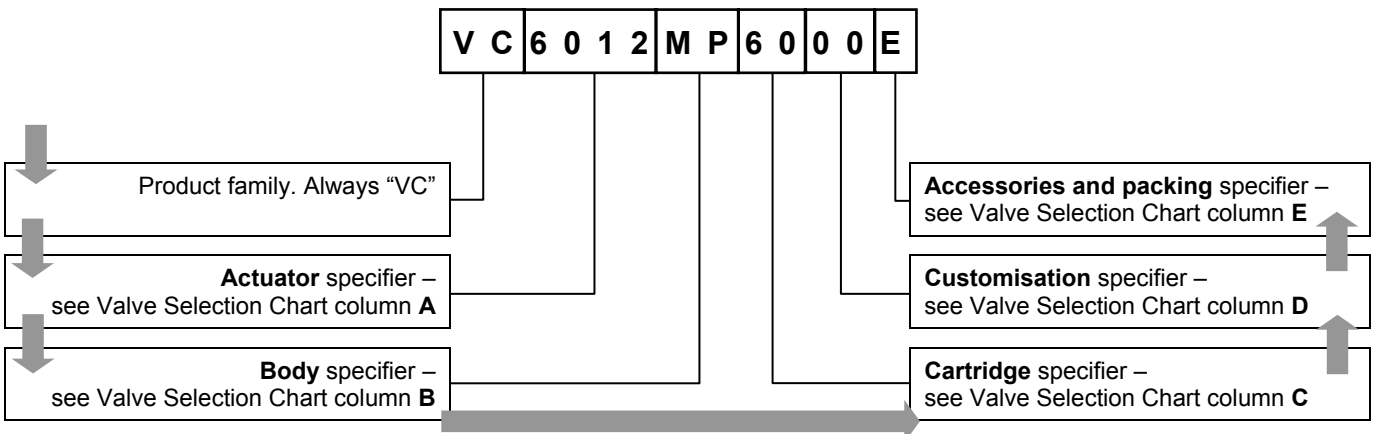 V C 6 0 1 2 M P 6 0 0 0 E
Product family. Always “VC”
Actuator specifier –
see Valve Selection Chart column A
Body specifier –
see Valve Selection Chart column B
Cartridge specifier –
see Valve Selection Chart column C
Customisation specifier –
see Valve Selection Chart column D
Accessories and packing specifier –
see Valve Selection Chart column E